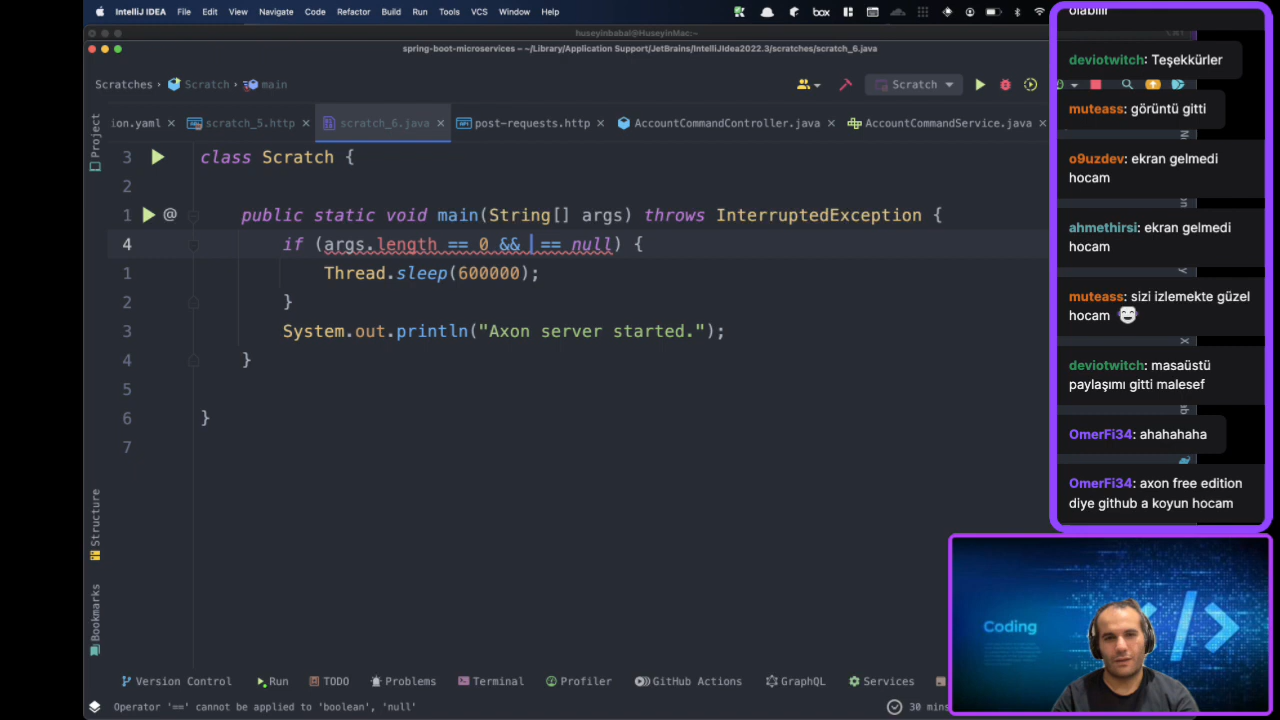 IntelliJ IDEA File Edit View Navigate Code Refactor Build Run Tools VCS Window Help box
huseyinbabal@HuseyinMac:~
spring-boot-microservices – ~/Library/Application Support/JetBrains/IntelliJIdea2022.3/scratches/scratch_6.java
Scratches Scratch main Scratch
Project
ion.yaml scratch_5.http scratch_6.java post-requests.http AccountCommandController.java AccountCommandService.java
3 class Scratch {
2
1 @ public static void main(String[] args) throws InterruptedException {
4 if (args.length == 0 && == null) {
1 Thread.sleep(600000);
2 }
3 System.out.println("Axon server started.");
4 }
5
6 }
7
Structure
Bookmarks
Version Control Run TODO Problems Terminal Profiler GitHub Actions GraphQL Services
Operator '==' cannot be applied to 'boolean', 'null' 30 mins
olabilir
deviotwitch: Teşekkürler
muteass: görüntü gitti
o9uzdev: ekran gelmedi
hocam
ahmethirsi: ekran gelmedi
hocam
muteass: sizi izlemekte güzel
hocam
deviotwitch: masaüstü
paylaşımı gitti malesef
OmerFi34: ahahahaha
OmerFi34: axon free edition
diye github a koyun hocam
Coding